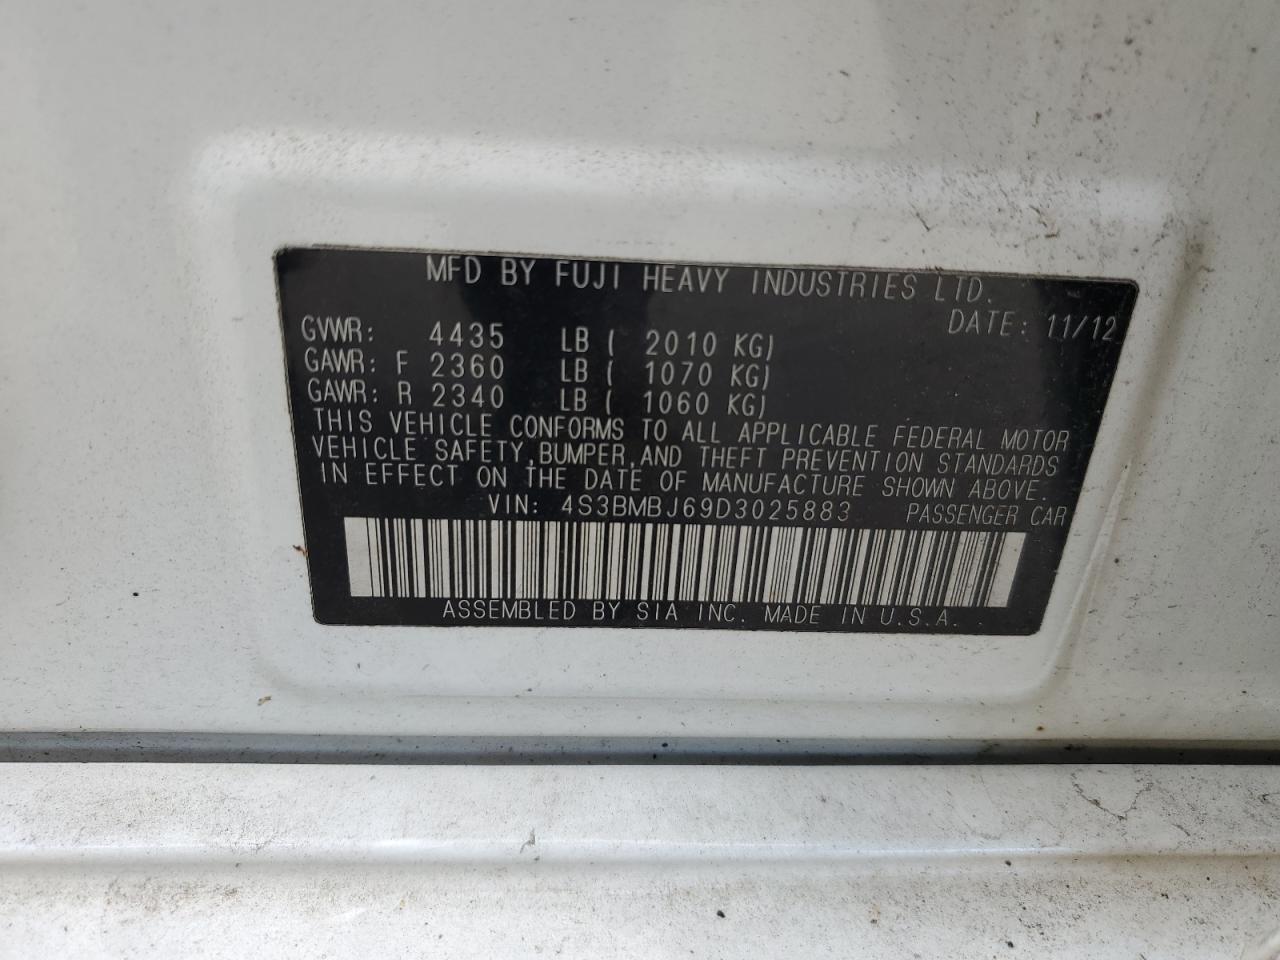 MFD BY FUJI HEAVY INDUSTRIES LTD.
DATE: 11/12
GVWR: 4435 LB ( 2010 KG)
GAWR: F 2360 LB ( 1070 KG)
GAWR: R 2340 LB ( 1060 KG)
THIS VEHICLE CONFORMS TO ALL APPLICABLE FEDERAL MOTOR
VEHICLE SAFETY,BUMPER,AND THEFT PREVENTION STANDARDS
IN EFFECT ON THE DATE OF MANUFACTURE SHOWN ABOVE.
VIN: 4S3BMBJ69D3025883 PASSENGER CAR
ASSEMBLED BY SIA INC. MADE IN U.S.A.